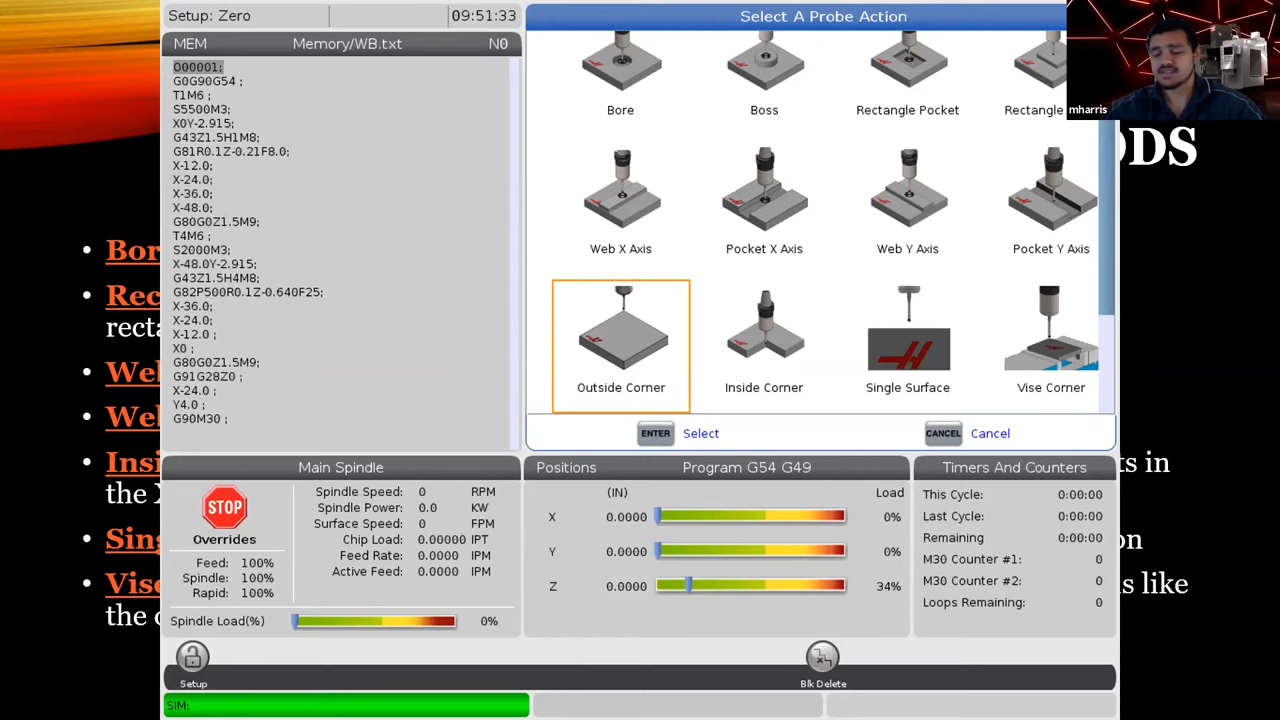 Setup: Zero
09:51:33
MEM Memory/WB.txt N0
O00001;
G0G90G54 ;
T1M6 ;
S5500M3;
X0Y-2.915;
G43Z1.5H1M8;
G81R0.1Z-0.21F8.0;
X-12.0;
X-24.0;
X-36.0;
X-48.0;
G80G0Z1.5M9;
T4M6 ;
S2000M3;
X-48.0Y-2.915;
G43Z1.5H4M8;
G82P500R0.1Z-0.640F25;
X-36.0;
X-24.0;
X-12.0 ;
X0 ;
G80G0Z1.5M9;
G91G28Z0 ;
X-24.0 ;
Y4.0 ;
G90M30 ;
Select A Probe Action
Bore Boss Rectangle Pocket Rectangle
Web X Axis Pocket X Axis Web Y Axis Pocket Y Axis
Outside Corner Inside Corner Single Surface Vise Corner
ENTER Select CANCEL Cancel
mharris
ODS
• Bor
• Rec
recta
• Web
• Web
• Insi ts in
the X
• Sing on
• Vise s like
the c
Main Spindle
STOP
Overrides
Feed: 100%
Spindle: 100%
Rapid: 100%
Spindle Speed: 0 RPM
Spindle Power: 0.0 KW
Surface Speed: 0 FPM
Chip Load: 0.00000 IPT
Feed Rate: 0.0000 IPM
Active Feed: 0.0000 IPM
Spindle Load(%) 0%
Positions Program G54 G49
(IN) Load
X 0.0000 0%
Y 0.0000 0%
Z 0.0000 34%
Timers And Counters
This Cycle: 0:00:00
Last Cycle: 0:00:00
Remaining 0:00:00
M30 Counter #1: 0
M30 Counter #2: 0
Loops Remaining: 0
Setup
Blk Delete
SIM: